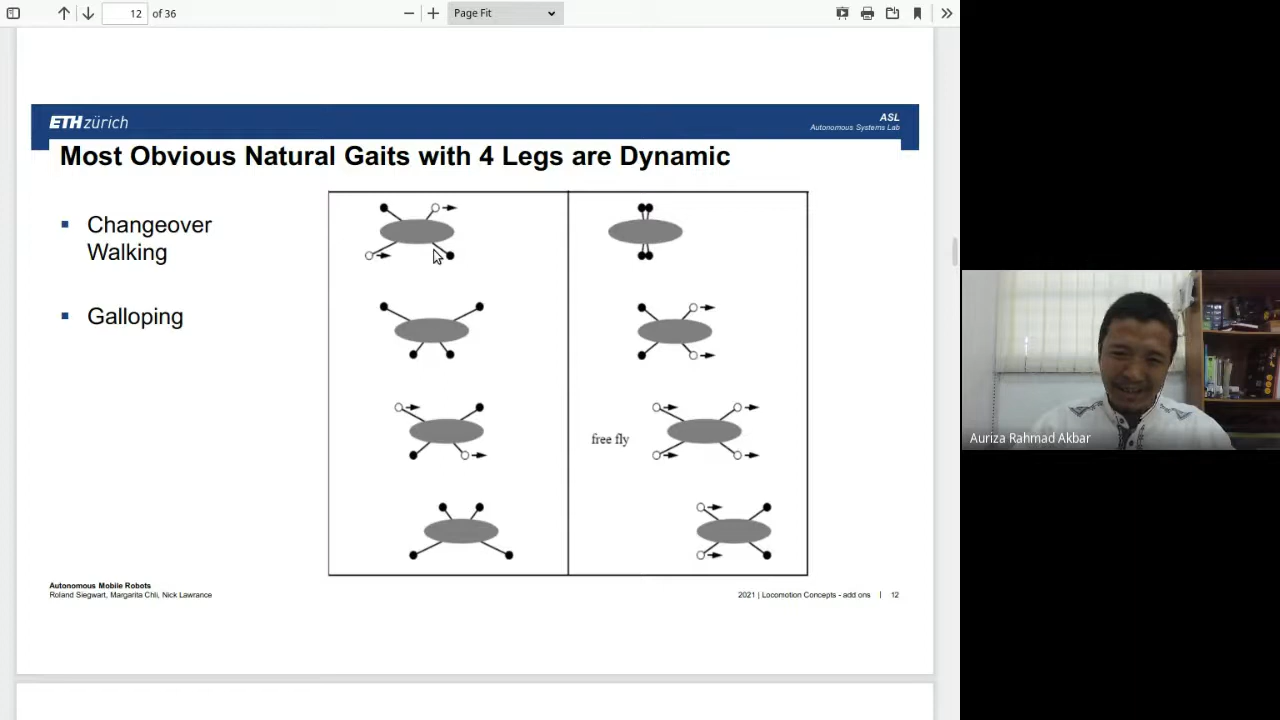 12 of 36
Page Fit
ETH zürich
ASL
Autonomous Systems Lab
Most Obvious Natural Gaits with 4 Legs are Dynamic
Changeover
Walking
Galloping
free fly
Auriza Rahmad Akbar
Autonomous Mobile Robots
Roland Siegwart, Margarita Chli, Nick Lawrance
2021 | Locomotion Concepts - add ons | 12